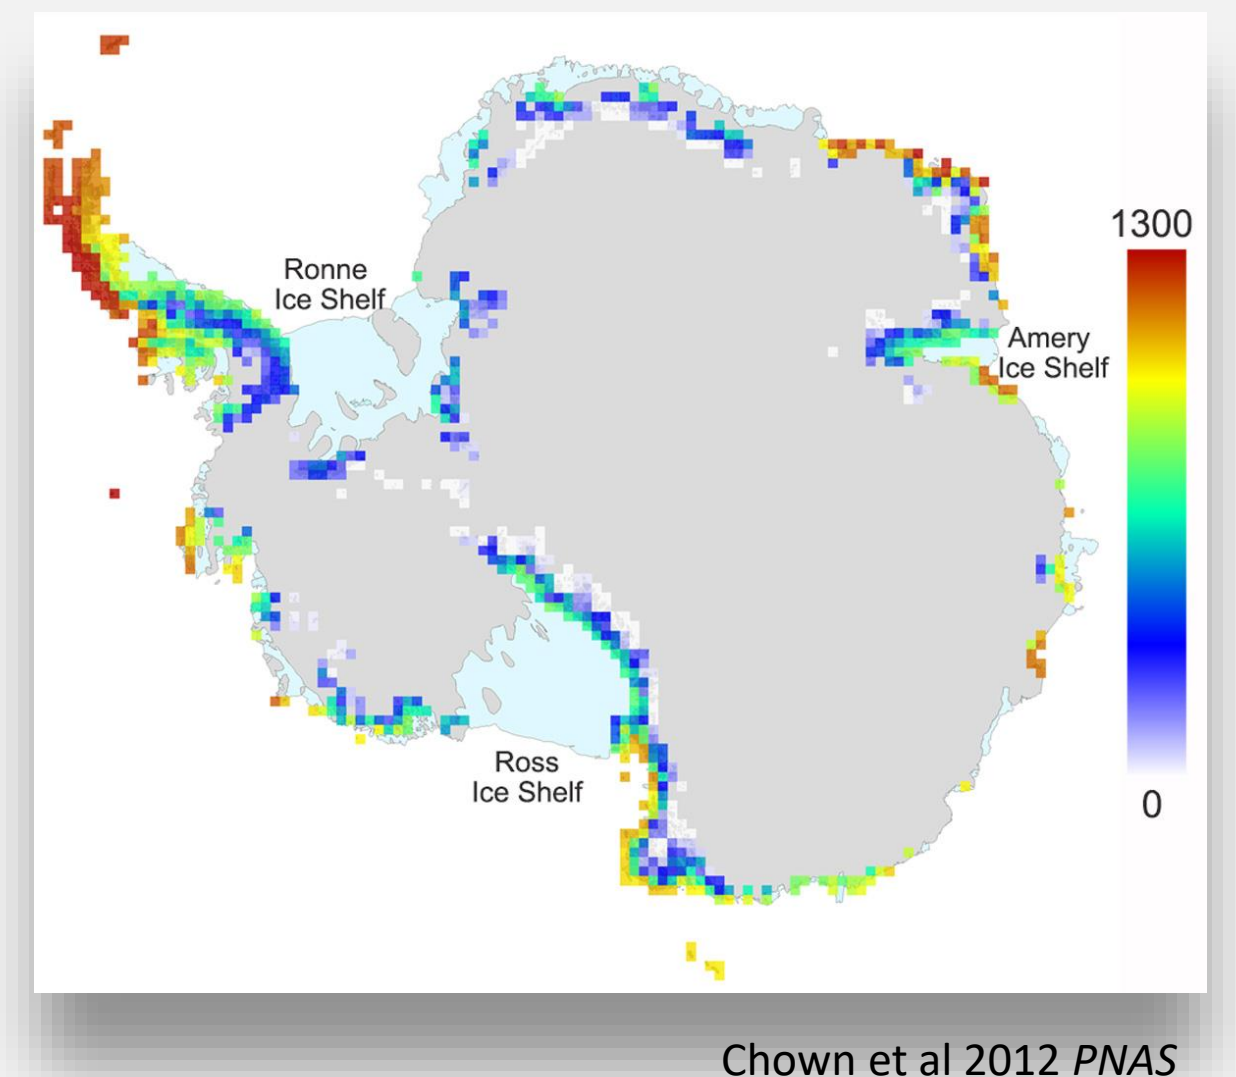 Ronne
Ice Shelf
1300
Amery
Ice Shelf
Ross
Ice Shelf
0
Chown et al 2012 PNAS